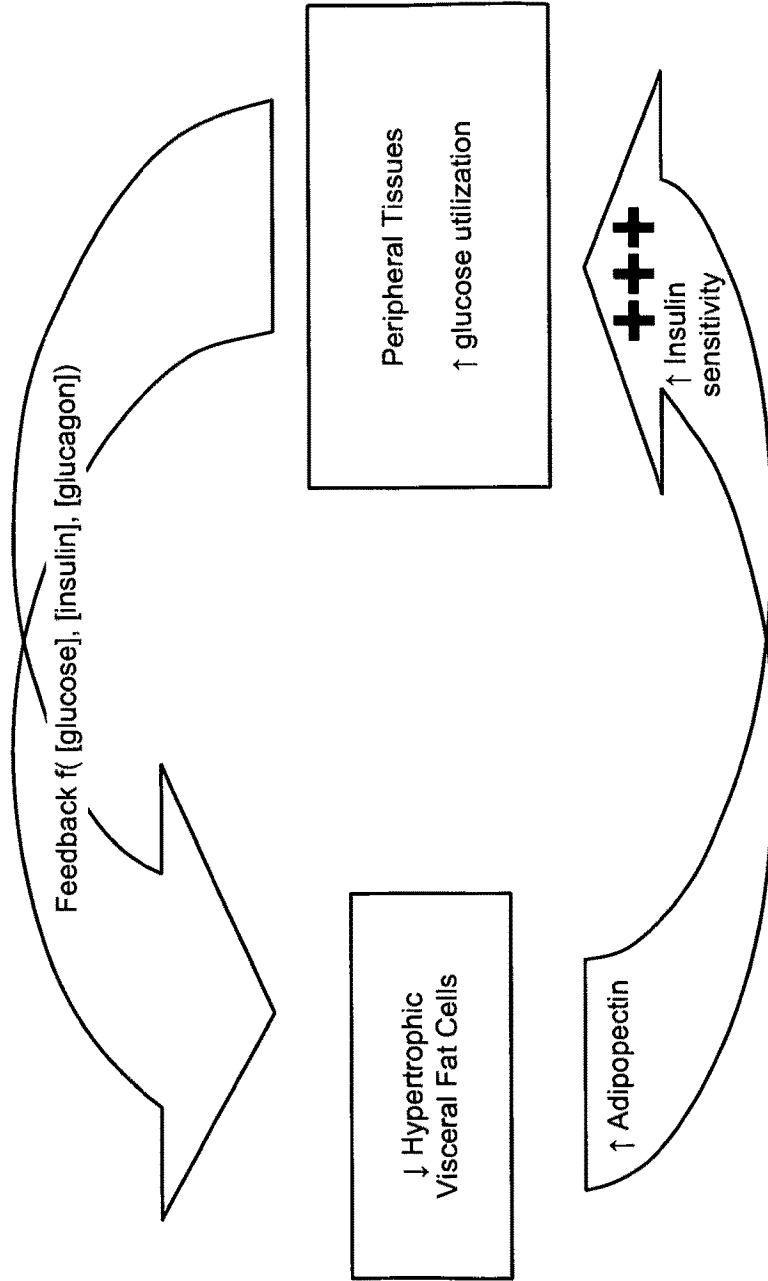 Feedback f( [glucose], [insulin], [glucagon])
↓ Hypertrophic
Visceral Fat Cells
Peripheral Tissues
↑ glucose utilization
↑ Adipopectin
+++
↑ Insulin
sensitivity